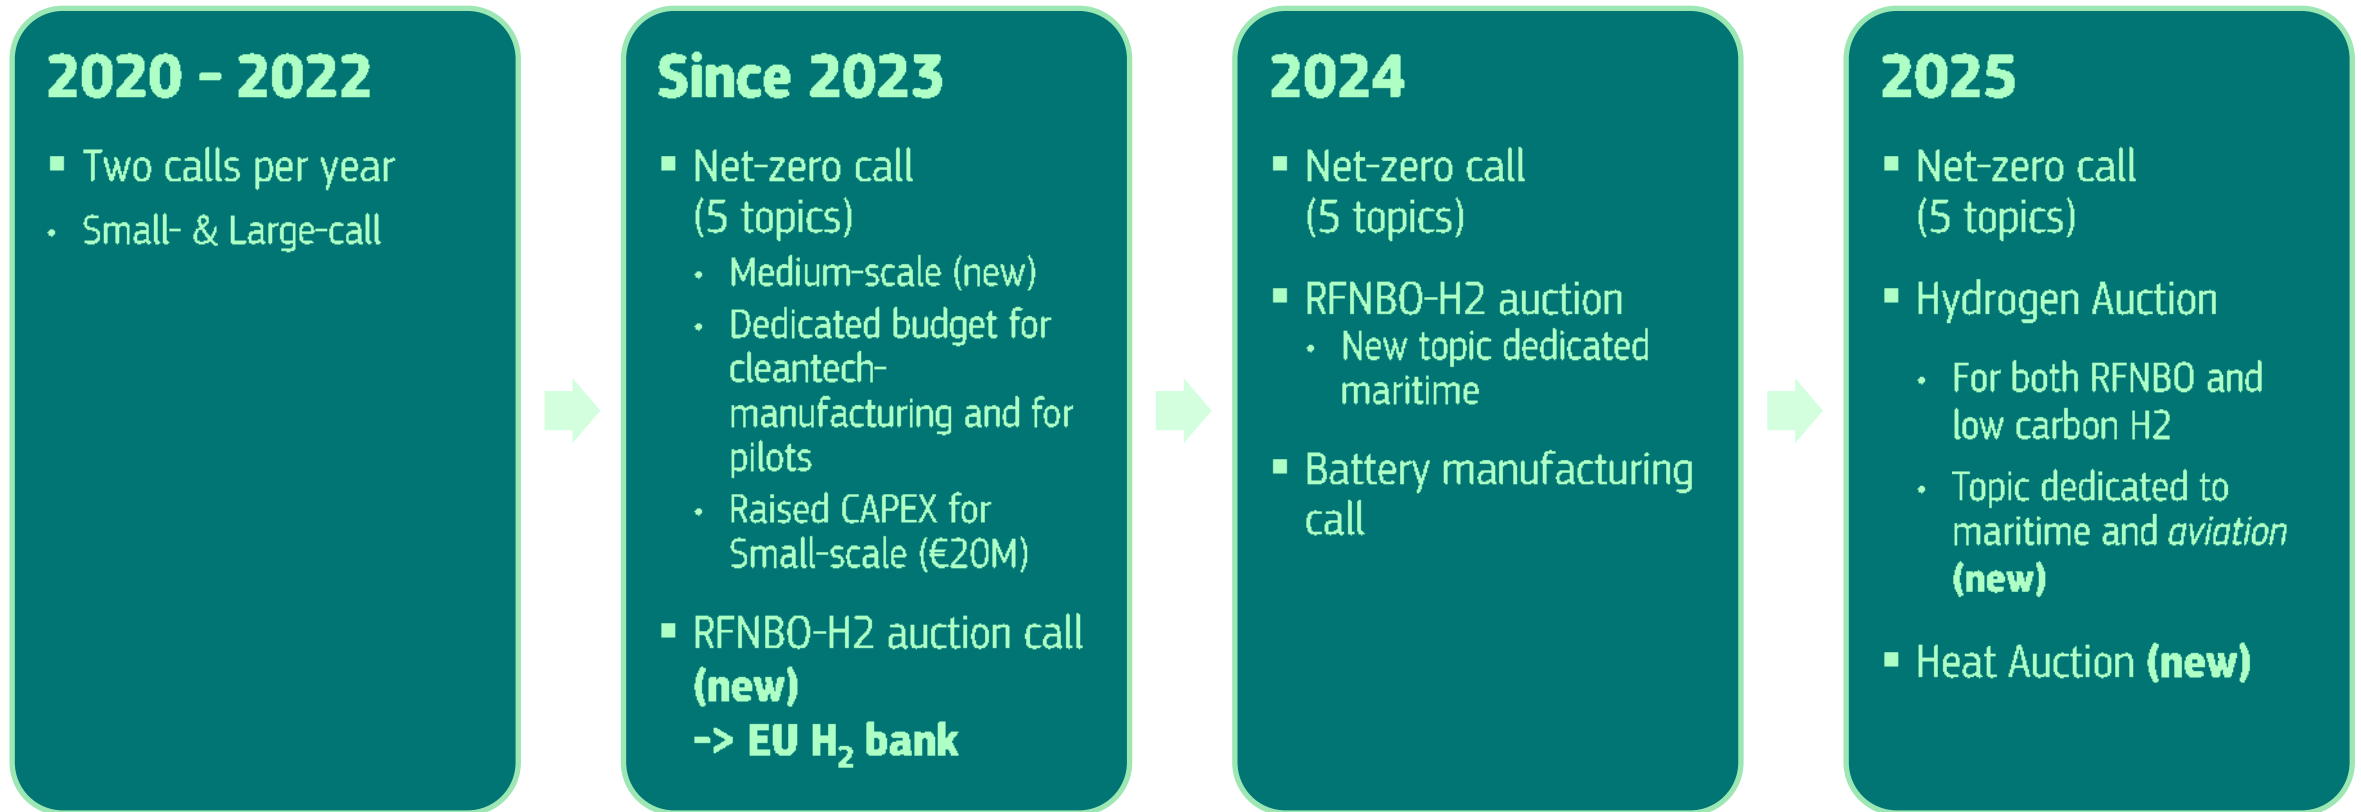 2020 – 2022
▪ Two calls per year
• Small- & Large-call
Since 2023
▪ Net-zero call
(5 topics)
• Medium-scale (new)
• Dedicated budget for
cleantech-
manufacturing and for
pilots
• Raised CAPEX for
Small-scale (€20M)
▪ RFNBO-H2 auction call
(new)
-> EU H₂ bank
2024
▪ Net-zero call
(5 topics)
▪ RFNBO-H2 auction
• New topic dedicated
maritime
▪ Battery manufacturing
call
2025
▪ Net-zero call
(5 topics)
▪ Hydrogen Auction
• For both RFNBO and
low carbon H2
• Topic dedicated to
maritime and aviation
(new)
▪ Heat Auction (new)